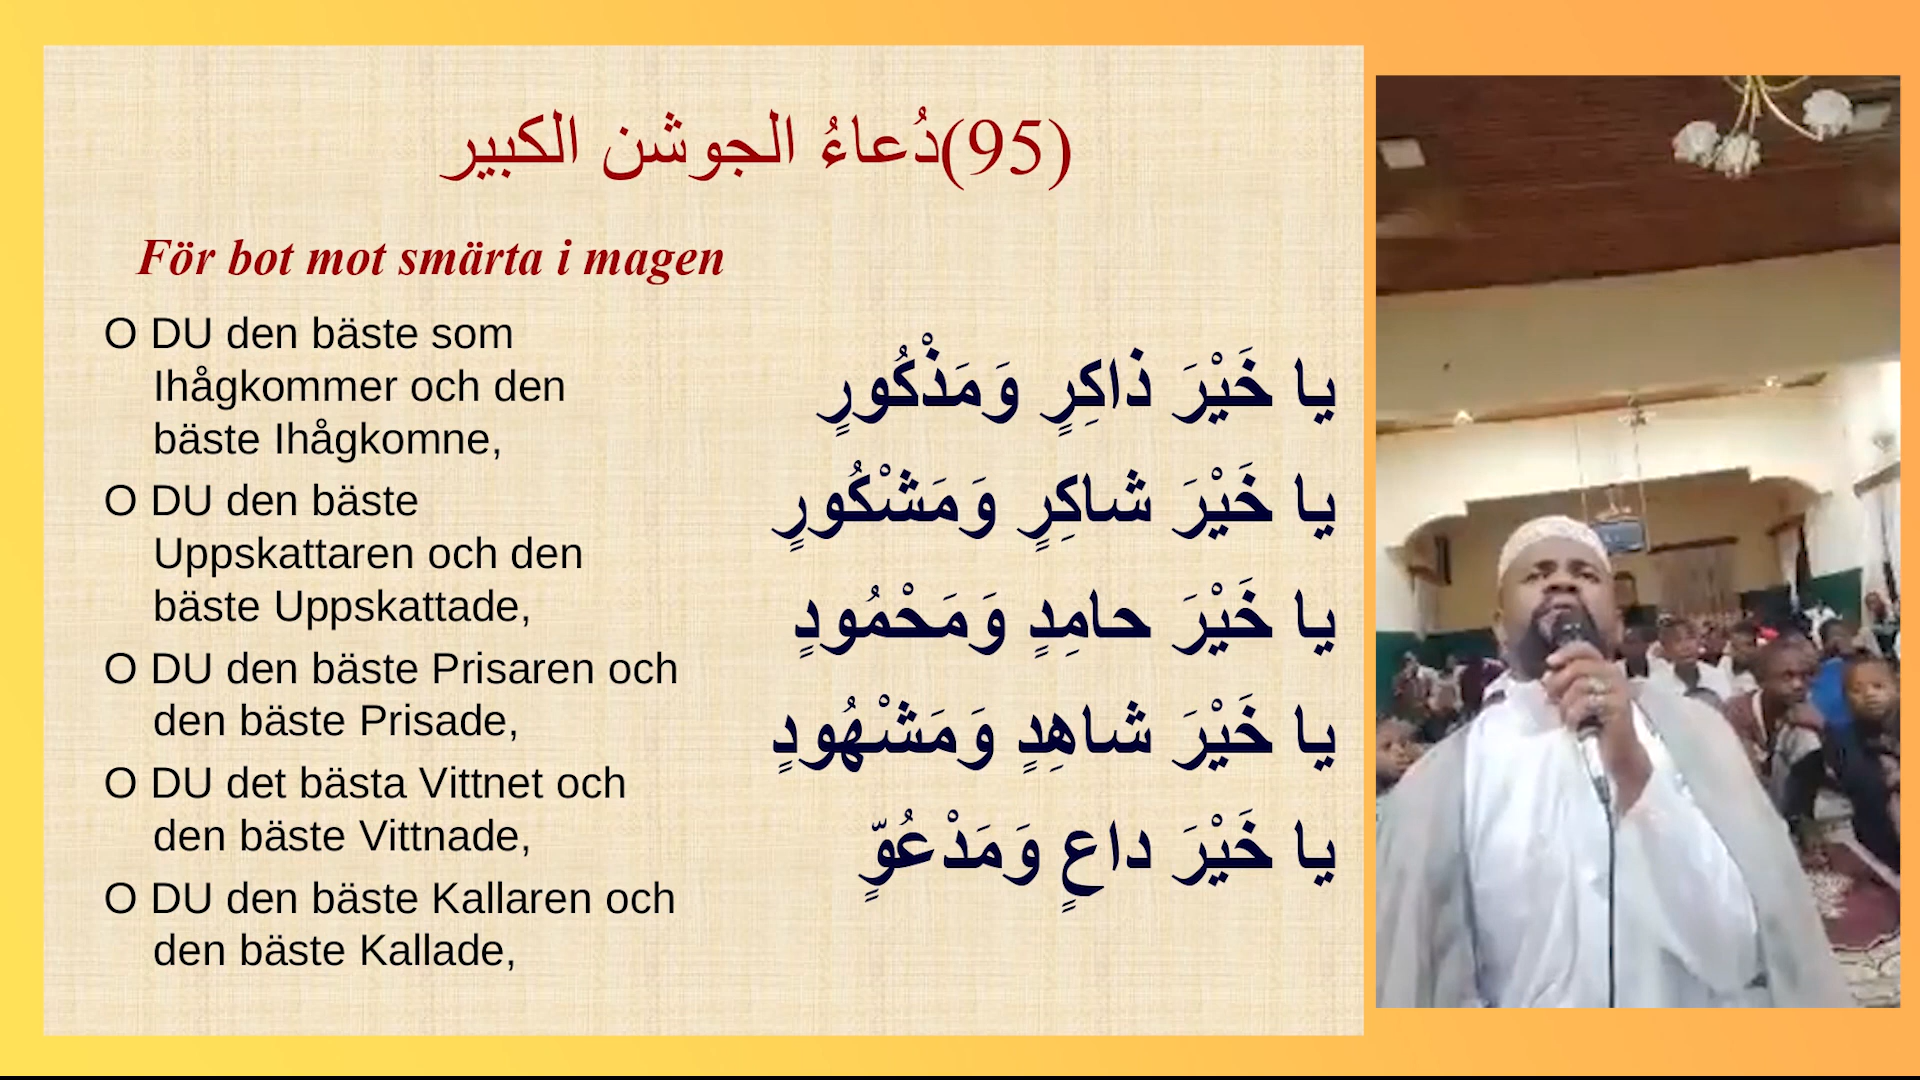 (95)دُعاءُ الجوشن الكبير
För bot mot smärta i magen
O DU den bäste som
Ihågkommer och den
bäste Ihågkomne,
O DU den bäste
Uppskattaren och den
bäste Uppskattade,
O DU den bäste Prisaren och
den bäste Prisade,
O DU det bästa Vittnet och
den bäste Vittnade,
O DU den bäste Kallaren och
den bäste Kallade,
يا خَيْرَ ذاكِرٍ وَمَذْكُورٍ
يا خَيْرَ شاكِرٍ وَمَشْكُورٍ
يا خَيْرَ حامِدٍ وَمَحْمُودٍ
يا خَيْرَ شاهِدٍ وَمَشْهُودٍ
يا خَيْرَ داعٍ وَمَدْعُوٍّ